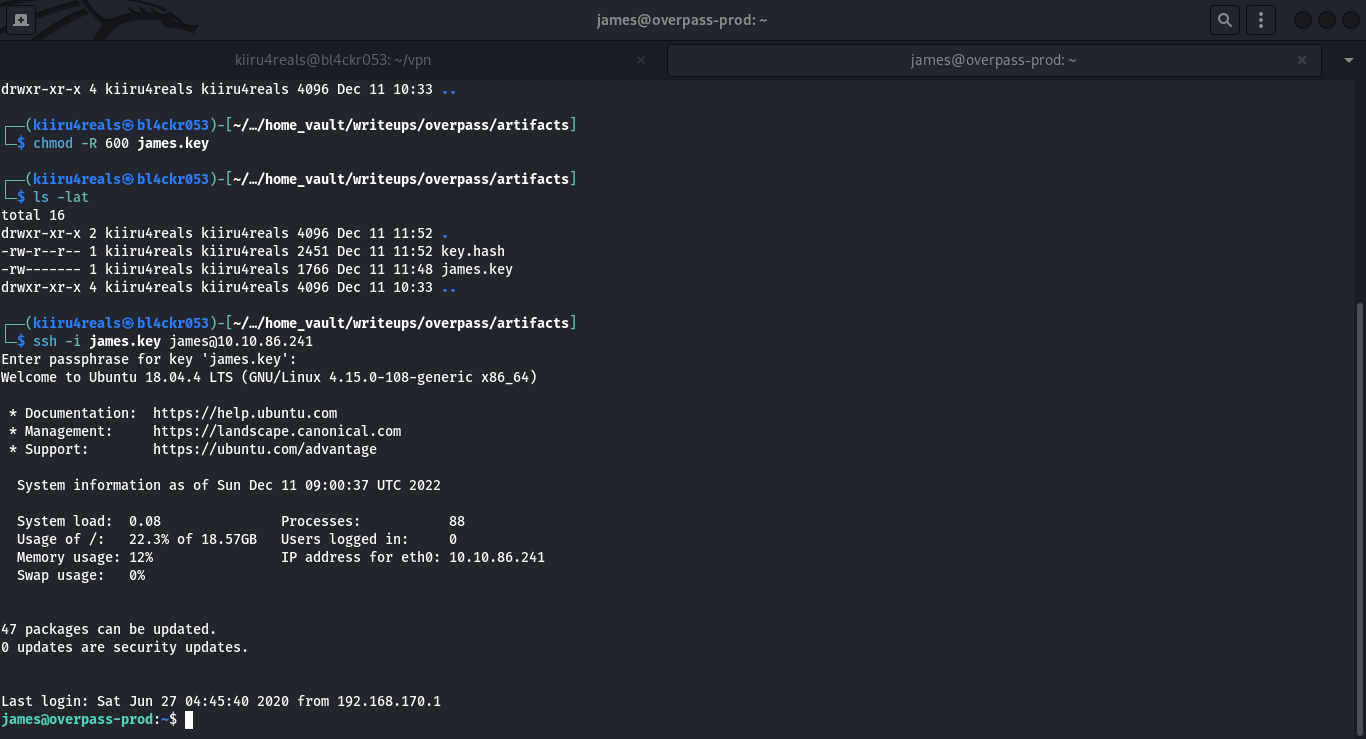 james@overpass-prod: ~
kiiru4reals@bl4ckr053: ~/vpn
james@overpass-prod: ~
drwxr-xr-x 4 kiiru4reals kiiru4reals 4096 Dec 11 10:33 ..
┌──(kiiru4reals㉿bl4ckr053)-[~/…/home_vault/writeups/overpass/artifacts]
└─$ chmod -R 600 james.key
┌──(kiiru4reals㉿bl4ckr053)-[~/…/home_vault/writeups/overpass/artifacts]
└─$ ls -lat
total 16
drwxr-xr-x 2 kiiru4reals kiiru4reals 4096 Dec 11 11:52 .
-rw-r--r-- 1 kiiru4reals kiiru4reals 2451 Dec 11 11:52 key.hash
-rw------- 1 kiiru4reals kiiru4reals 1766 Dec 11 11:48 james.key
drwxr-xr-x 4 kiiru4reals kiiru4reals 4096 Dec 11 10:33 ..
┌──(kiiru4reals㉿bl4ckr053)-[~/…/home_vault/writeups/overpass/artifacts]
└─$ ssh -i james.key james@10.10.86.241
Enter passphrase for key 'james.key':
Welcome to Ubuntu 18.04.4 LTS (GNU/Linux 4.15.0-108-generic x86_64)
* Documentation:  https://help.ubuntu.com
* Management:     https://landscape.canonical.com
* Support:        https://ubuntu.com/advantage
System information as of Sun Dec 11 09:00:37 UTC 2022
System load:  0.08               Processes:           88
Usage of /:   22.3% of 18.57GB   Users logged in:     0
Memory usage: 12%                IP address for eth0: 10.10.86.241
Swap usage:   0%
47 packages can be updated.
0 updates are security updates.
Last login: Sat Jun 27 04:45:40 2020 from 192.168.170.1
james@overpass-prod:~$